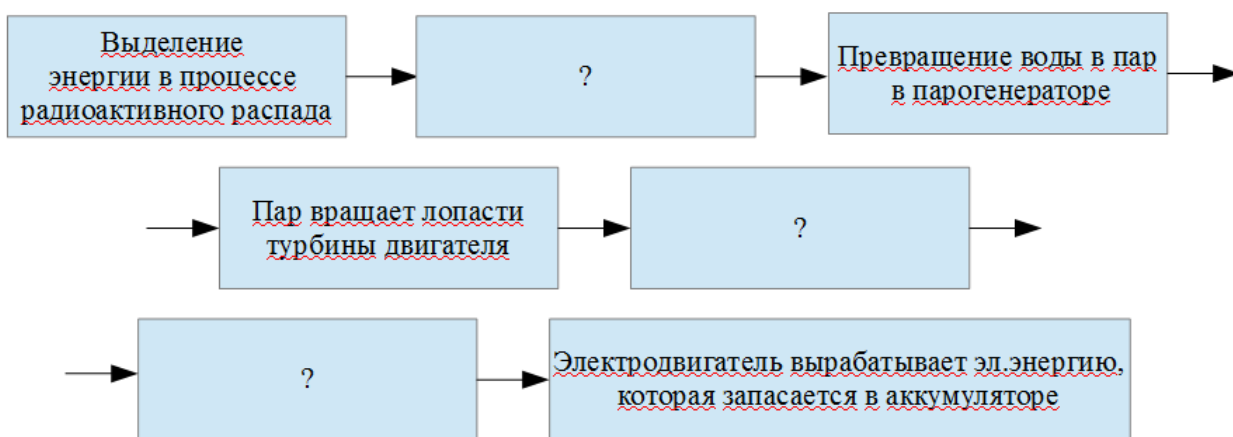 Выделение
энергии в процессе
радиоактивного распада
?
Превращение воды в пар
в парогенераторе
Пар вращает лопасти
турбины двигателя
?
?
Электродвигатель вырабатывает эл.энергию,
которая запасается в аккумуляторе